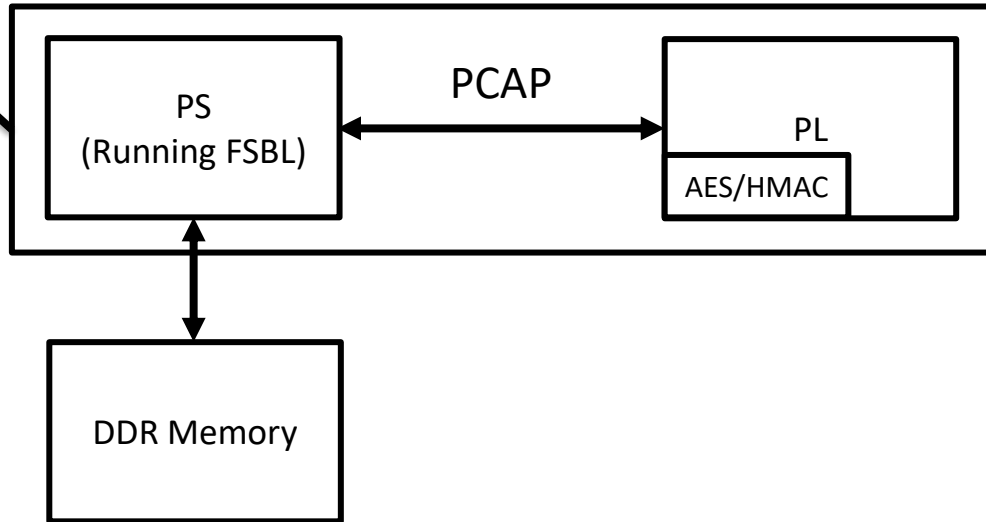 PS
(Running FSBL)
PCAP
PL
AES/HMAC
DDR Memory